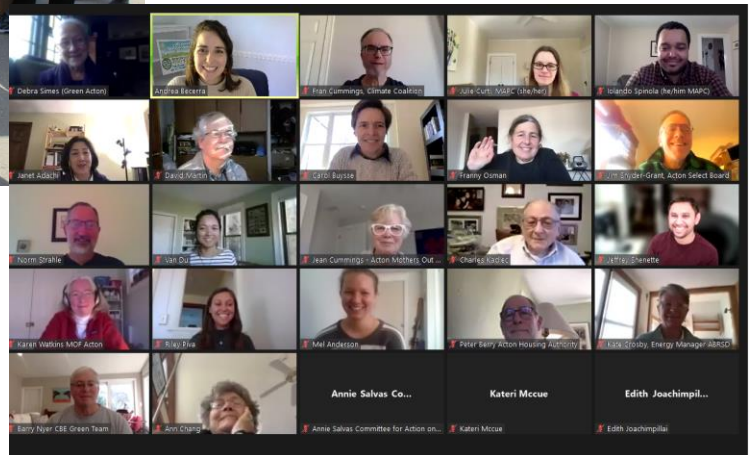 Debra Simes (Green Acton)
Andrea Becerra
Fran Cummings, Climate Coalition
Julie Curti, MAPC (she/her)
Iolando Spinola (he/him MAPC)
Janet Adachi
David Martin
Carol Buysse
Franny Osman
Jim Snyder-Grant, Acton Select Board
Norm Strahle
Van Du
Jean Cummings - Acton Mothers Out ...
Charles Kadlec
Jeffrey Shenette
Karen Watkins MOF Acton
Riley Piva
Mel Anderson
Peter Berry Acton Housing Authority
Kate Crosby, Energy Manager ABRSD
Barry Nyer CBE Green Team
Ann Chang
Annie Salvas Co...
Annie Salvas Committee for Action on...
Kateri Mccue
Kateri Mccue
Edith Joachimpil...
Edith Joachimpillai